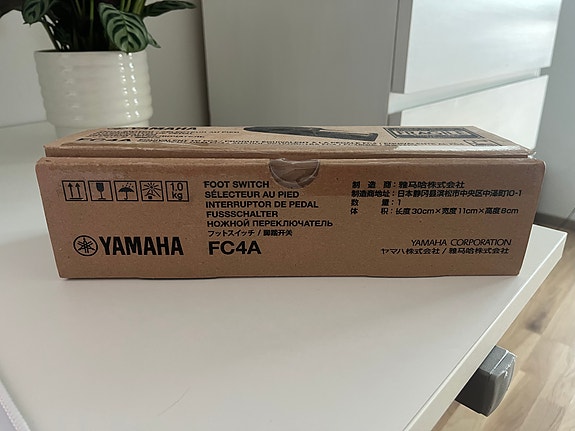 FC4A YAMAHA
1.0
kg
FOOT SWITCH
SÉLECTEUR AU PIED
INTERRUPTOR DE PEDAL
FUSSSCHALTER
НОЖНОЙ ПЕРЕКЛЮЧАТЕЛЬ
フットスイッチ / 脚踏开关
YAMAHA FC4A
制 造 商：雅马哈株式会社
制造商地址：日本静冈县滨松市中央区中泽町10-1
数 量：1
体 积：长度30cm×宽度11cm×高度8cm
YAMAHA CORPORATION
ヤマハ株式会社 / 雅马哈株式会社